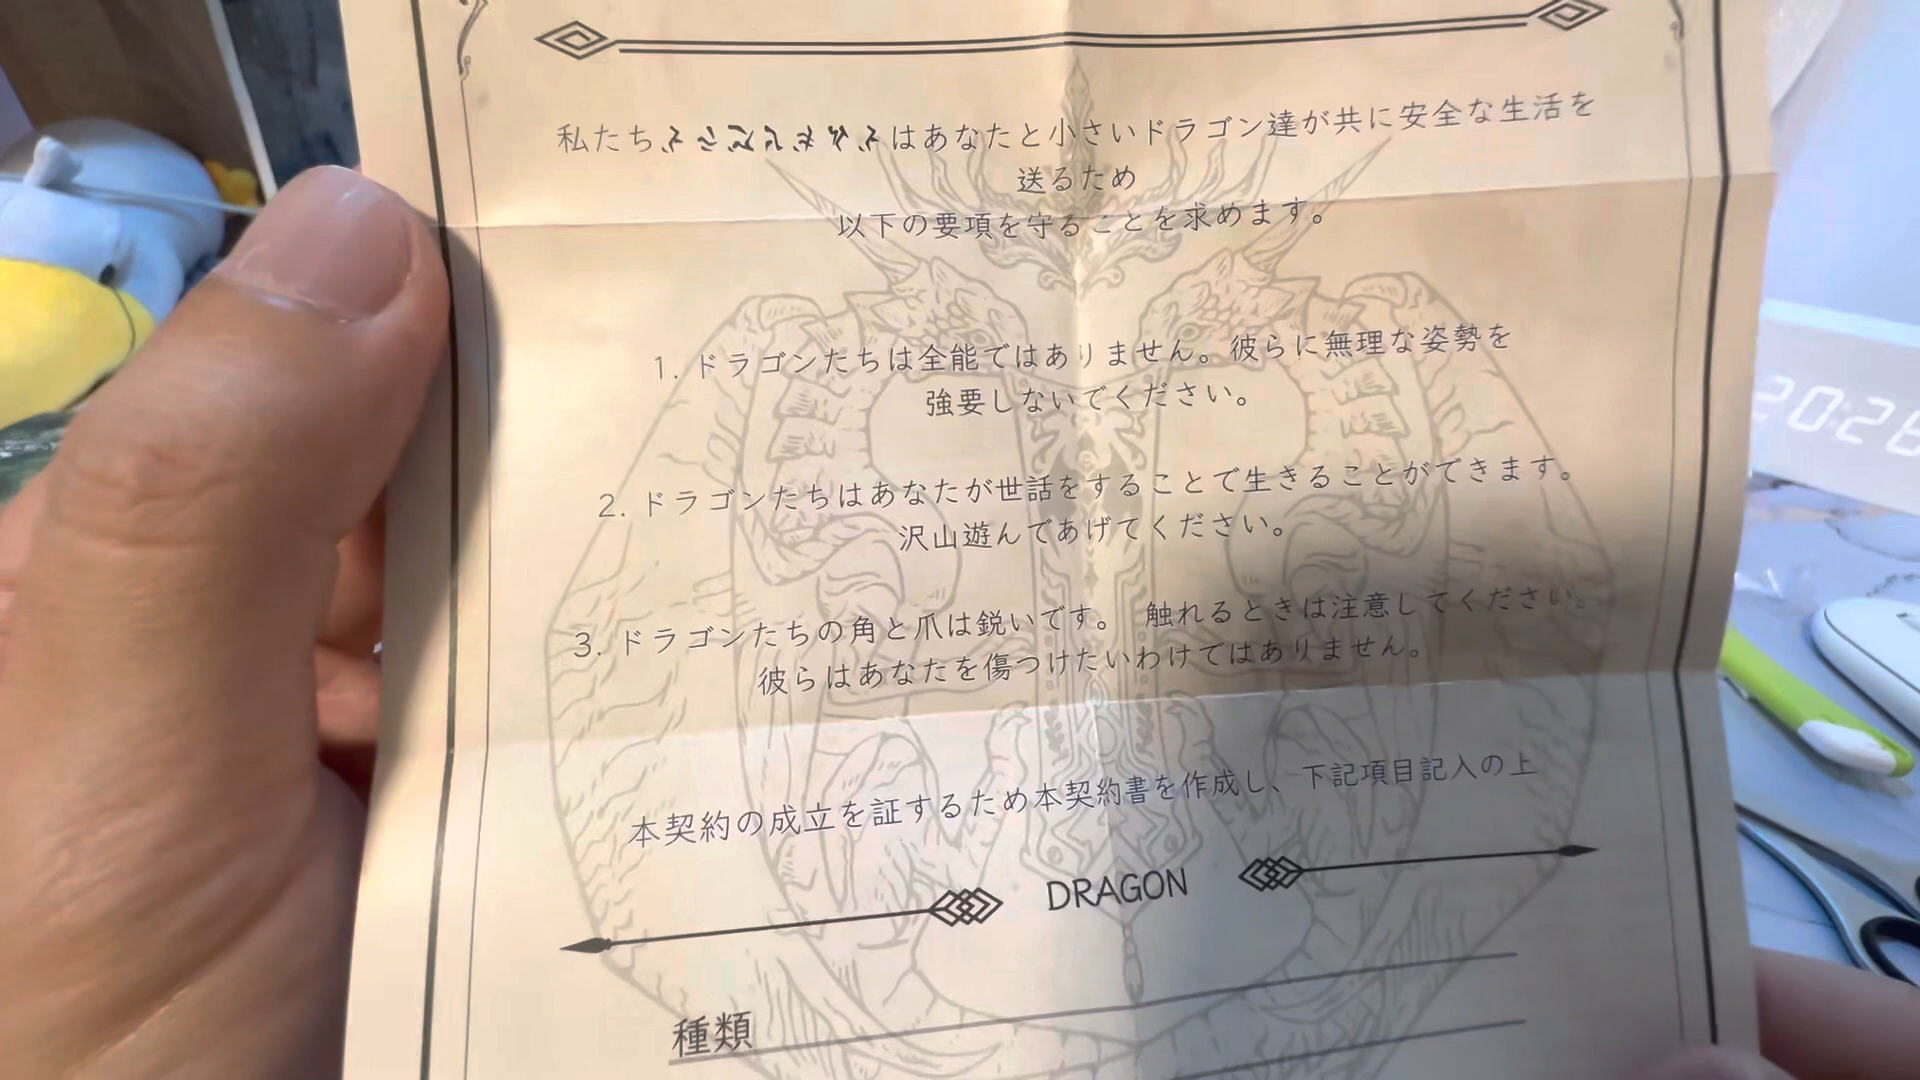 私たち はあなたと小さいドラゴン達が共に安全な生活を
送るため
以下の要項を守ることを求めます。
1. ドラゴンたちは全能ではありません。彼らに無理な姿勢を
強要しないでください。
2. ドラゴンたちはあなたが世話をすることで生きることができます。
沢山遊んであげてください。
3. ドラゴンたちの角と爪は鋭いです。 触れるときは注意してください。
彼らはあなたを傷つけたいわけではありません。
本契約の成立を証するため本契約書を作成し、下記項目記入の上
DRAGON
種類